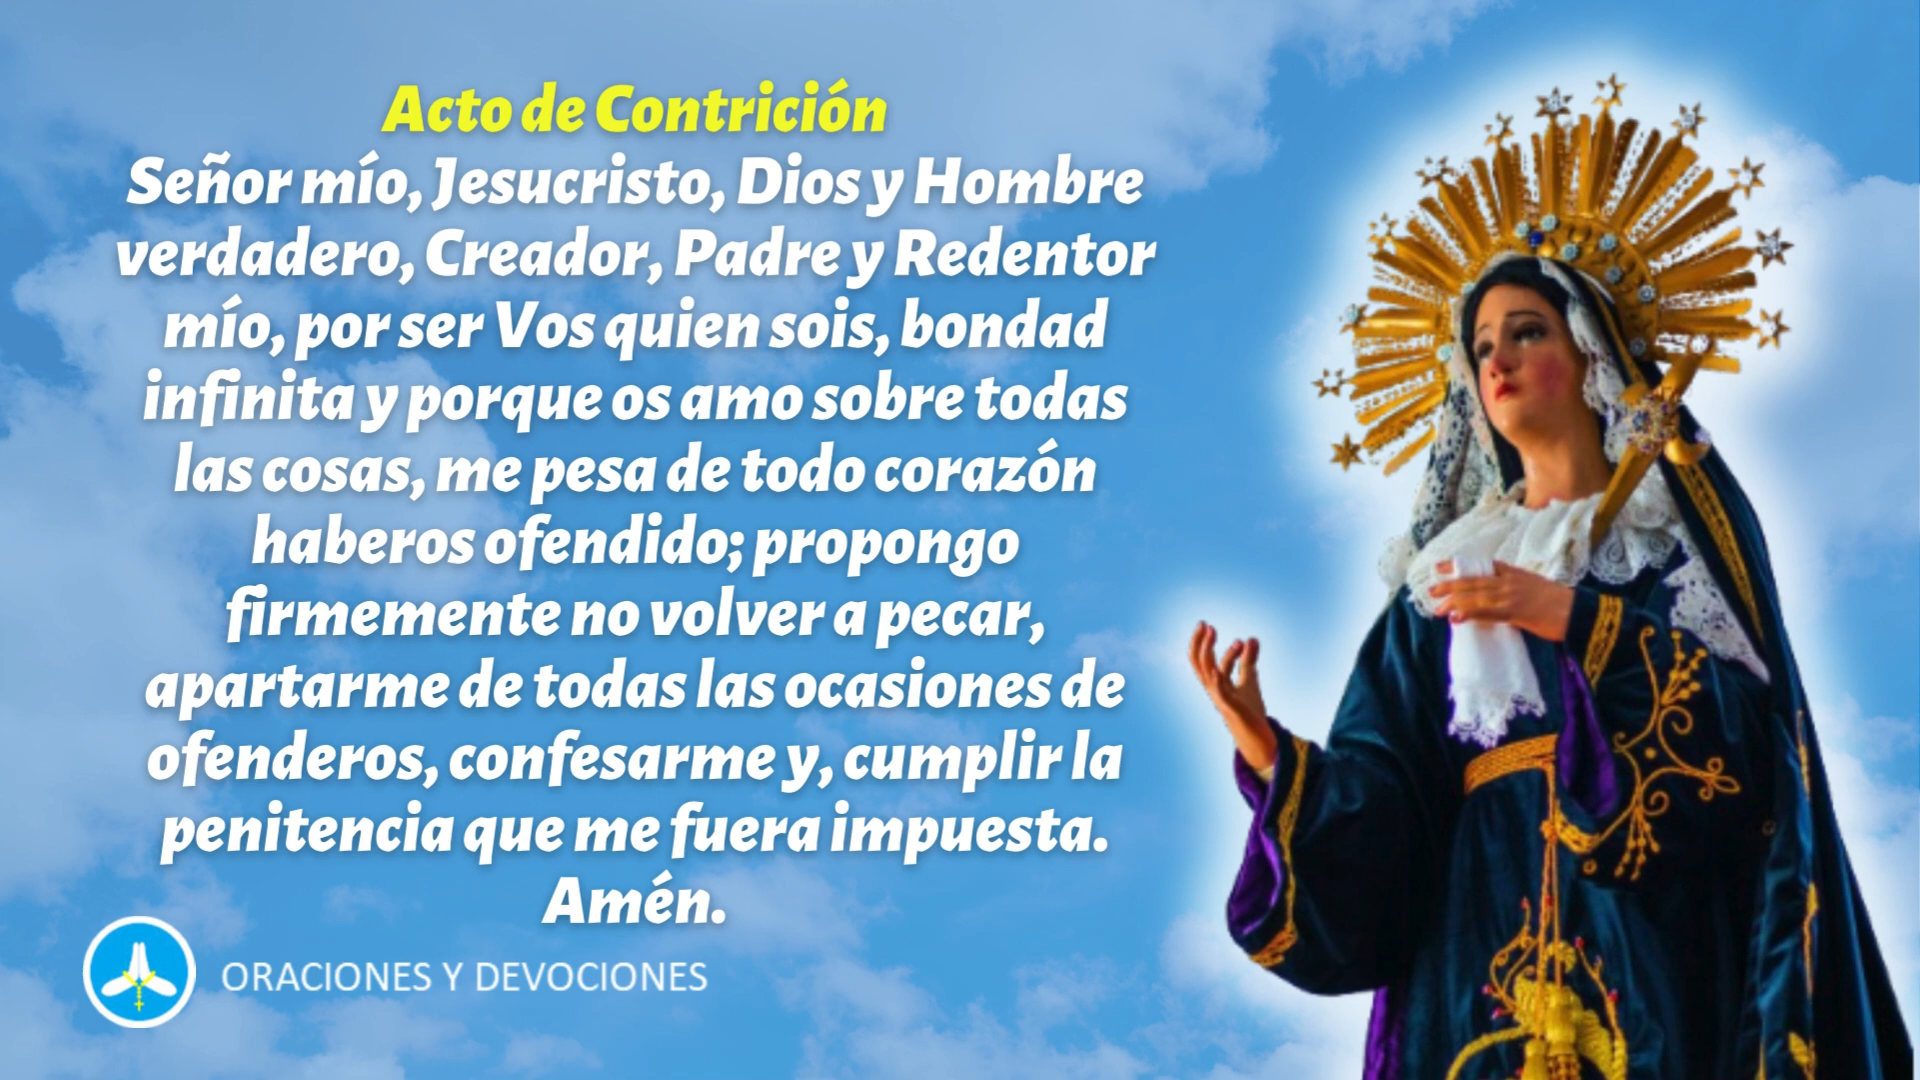 Acto de Contrición
Señor mío, Jesucristo, Dios y Hombre
verdadero, Creador, Padre y Redentor
mío, por ser Vos quien sois, bondad
infinita y porque os amo sobre todas
las cosas, me pesa de todo corazón
haberos ofendido; propongo
firmemente no volver a pecar,
apartarme de todas las ocasiones de
ofenderos, confesarme y, cumplir la
penitencia que me fuera impuesta.
Amén.
ORACIONES Y DEVOCIONES